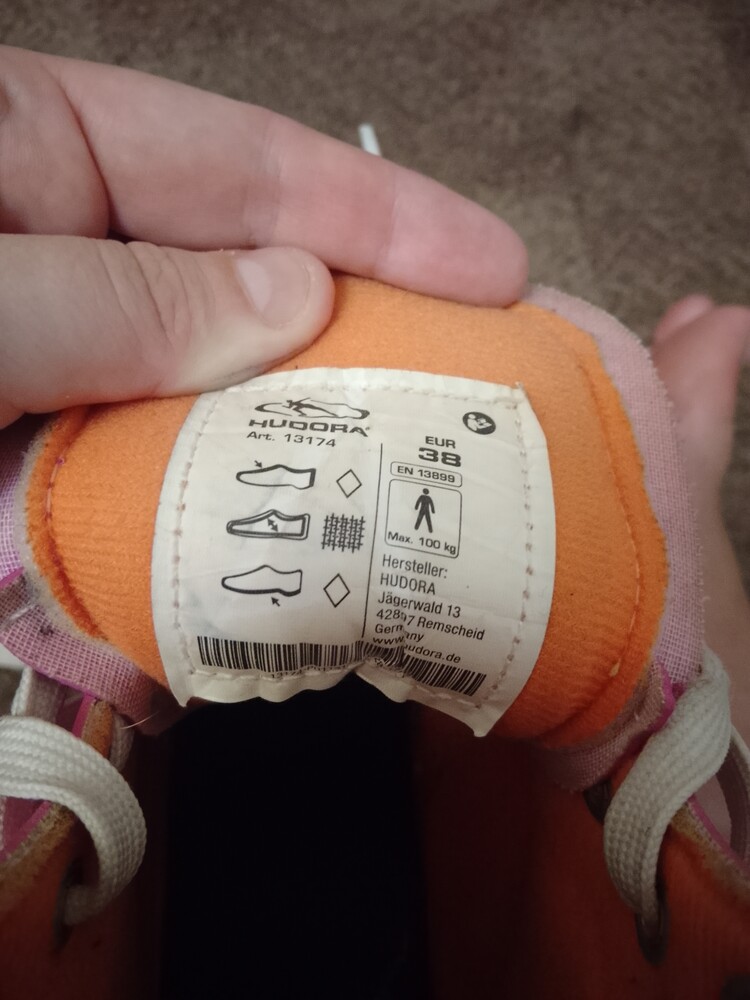 HUDORA
Art. 13174
EUR
38
EN 13899
Max. 100 kg
Hersteller:
HUDORA
Jägerwald 13
Remscheid